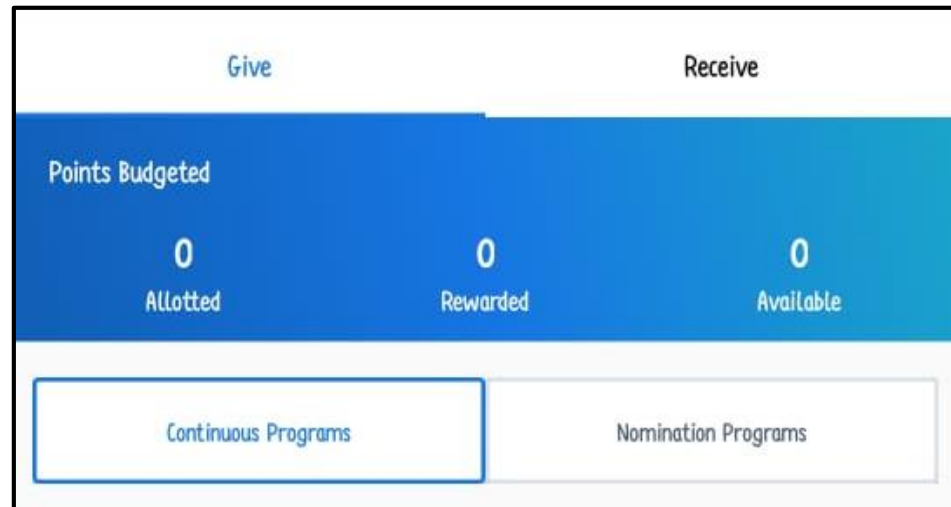 Give Receive
Points Budgeted
0 0 0
Allotted Rewarded Available
Continuous Programs Nomination Programs